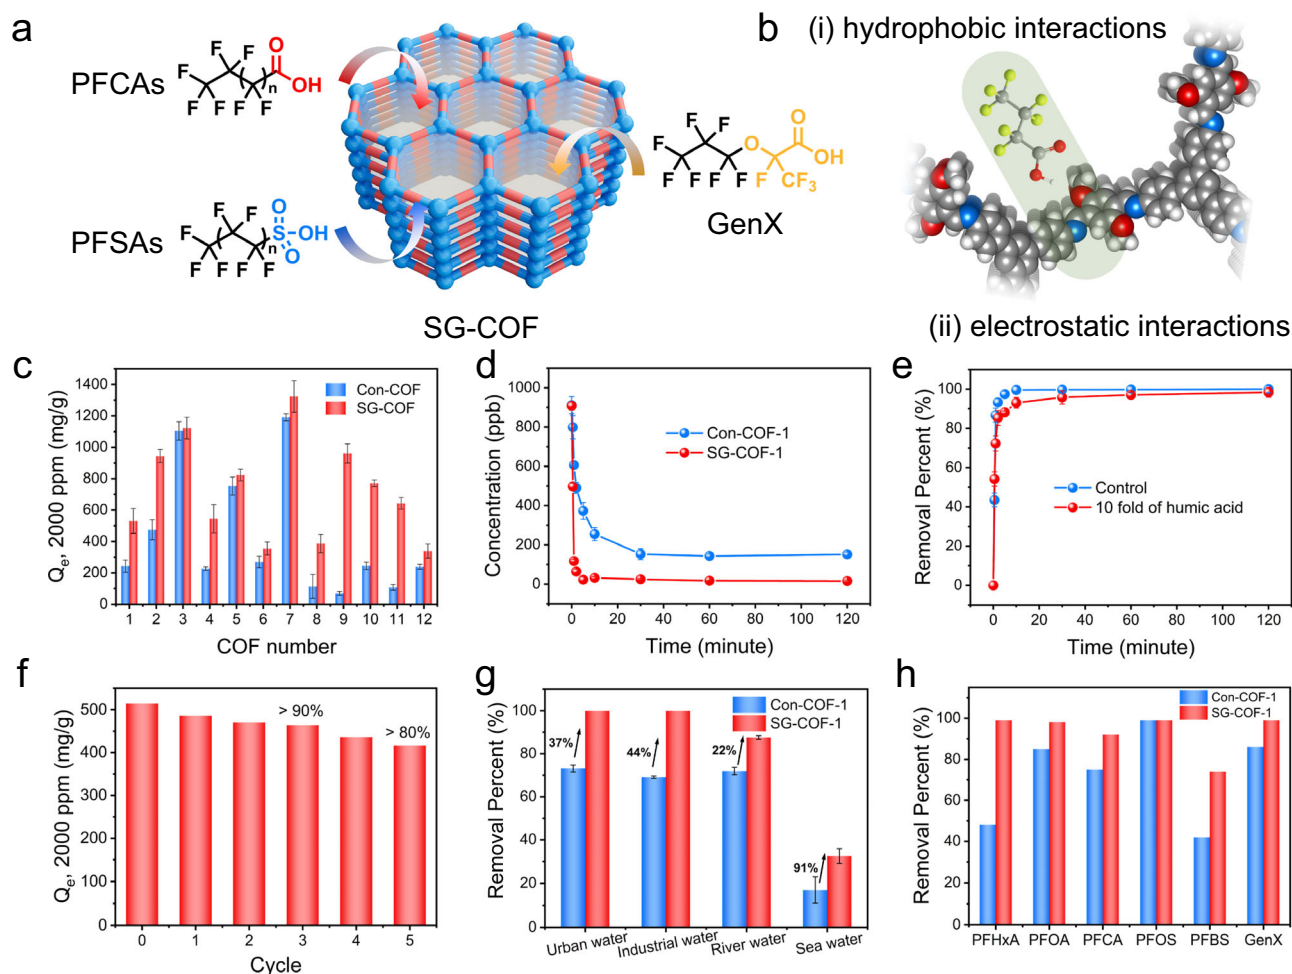 a
PFCAs
F F F F F F F n O OH
PFSAs
F F F F F F F n O S OH O
SG-COF
F F F F F F F O F CF₃ O OH
GenX
b
(i) hydrophobic interactions
(ii) electrostatic interactions
c
Qe, 2000 ppm (mg/g)
1400
1200
1000
800
600
400
200
0
Con-COF
SG-COF
1 2 3 4 5 6 7 8 9 10 11 12
COF number
d
Concentration (ppb)
1000
800
600
400
200
0
Con-COF-1
SG-COF-1
0 20 40 60 80 100 120
Time (minute)
e
Removal Percent (%)
100
80
60
40
20
0
Control
10 fold of humic acid
0 20 40 60 80 100 120
Time (minute)
f
Qe, 2000 ppm (mg/g)
500
400
300
200
100
0
> 90%
> 80%
0 1 2 3 4 5
Cycle
g
Removal Percent (%)
100
80
60
40
20
0
Con-COF-1
SG-COF-1
37%
44%
22%
91%
Urban water Industrial water River water Sea water
h
Removal Percent (%)
100
80
60
40
20
0
Con-COF-1
SG-COF-1
PFHxA PFOA PFCA PFOS PFBS GenX